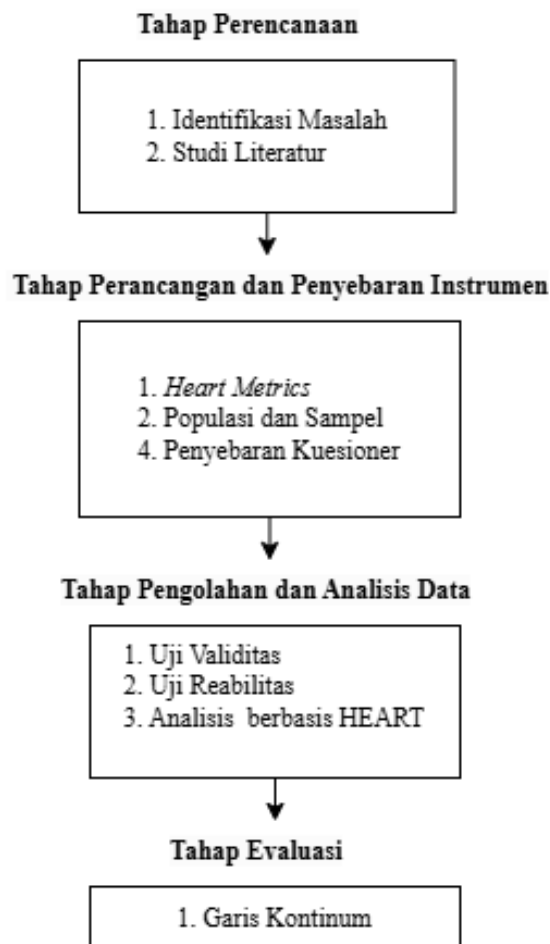 Tahap Perencanaan
1. Identifikasi Masalah
2. Studi Literatur
Tahap Perancangan dan Penyebaran Instrumen
1. Heart Metrics
2. Populasi dan Sampel
4. Penyebaran Kuesioner
Tahap Pengolahan dan Analisis Data
1. Uji Validitas
2. Uji Reabilitas
3. Analisis berbasis HEART
Tahap Evaluasi
1. Garis Kontinum